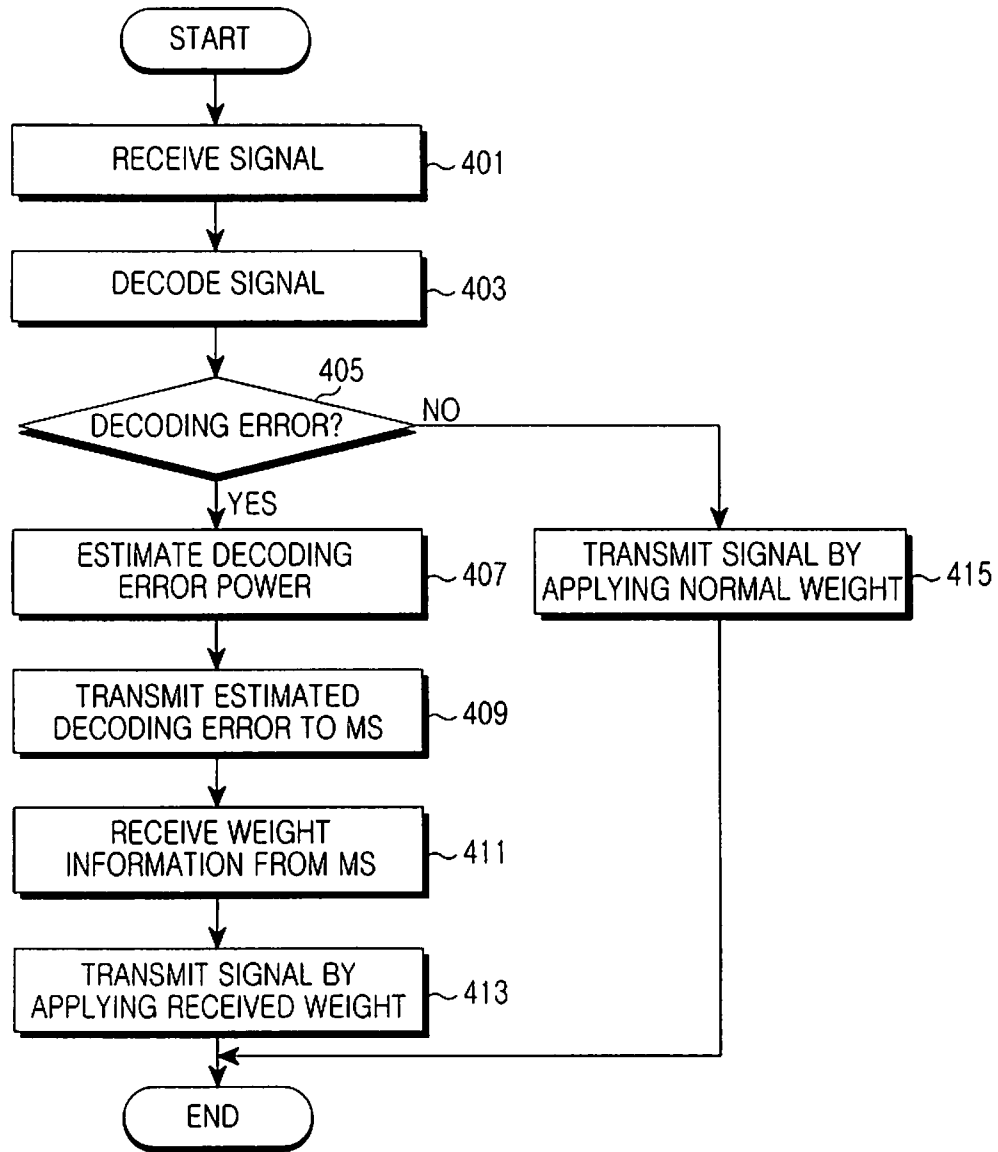 START
RECEIVE SIGNAL
401
DECODE SIGNAL
403
405
DECODING ERROR?
NO
YES
ESTIMATE DECODING
ERROR POWER
407
TRANSMIT SIGNAL BY
APPLYING NORMAL WEIGHT
415
TRANSMIT ESTIMATED
DECODING ERROR TO MS
409
RECEIVE WEIGHT
INFORMATION FROM MS
411
TRANSMIT SIGNAL BY
APPLYING RECEIVED WEIGHT
413
END